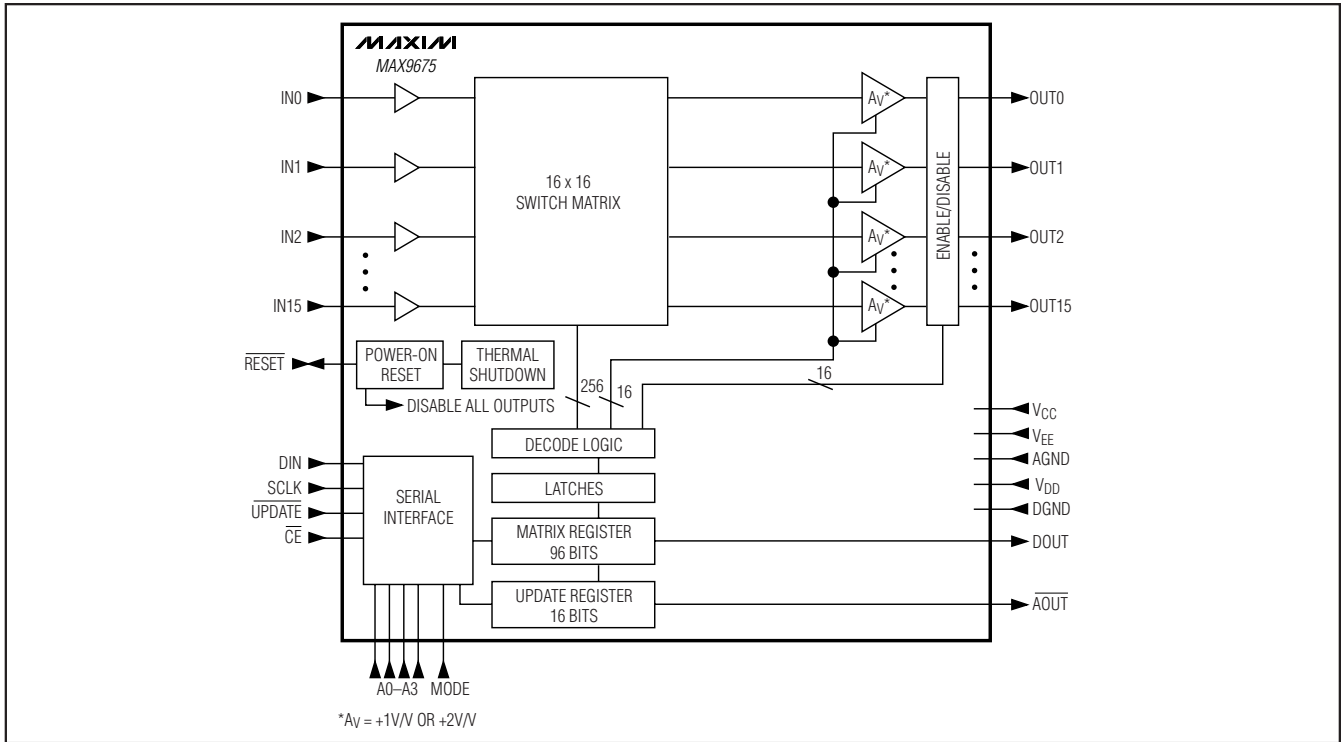 MAXIM
MAX9675
IN0
IN1
IN2
IN15
16 x 16
SWITCH MATRIX
AV*
AV*
AV*
AV*
ENABLE/DISABLE
OUT0
OUT1
OUT2
OUT15
RESET
POWER-ON
RESET
THERMAL
SHUTDOWN
DISABLE ALL OUTPUTS
256
16
16
DECODE LOGIC
LATCHES
MATRIX REGISTER
96 BITS
UPDATE REGISTER
16 BITS
DIN
SCLK
UPDATE
CE
SERIAL
INTERFACE
VCC
VEE
AGND
VDD
DGND
DOUT
AOUT
A0–A3 MODE
*AV = +1V/V OR +2V/V